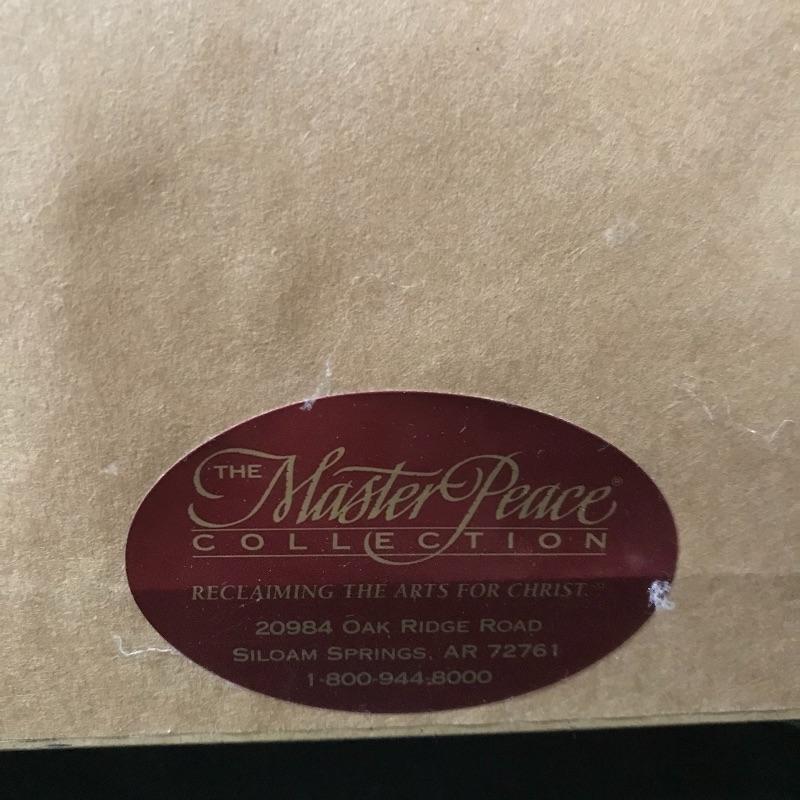 THE Master Peace®
COLLECTION
RECLAIMING THE ARTS FOR CHRIST.
20984 OAK RIDGE ROAD
SILOAM SPRINGS, AR 72761
1-800-944-8000